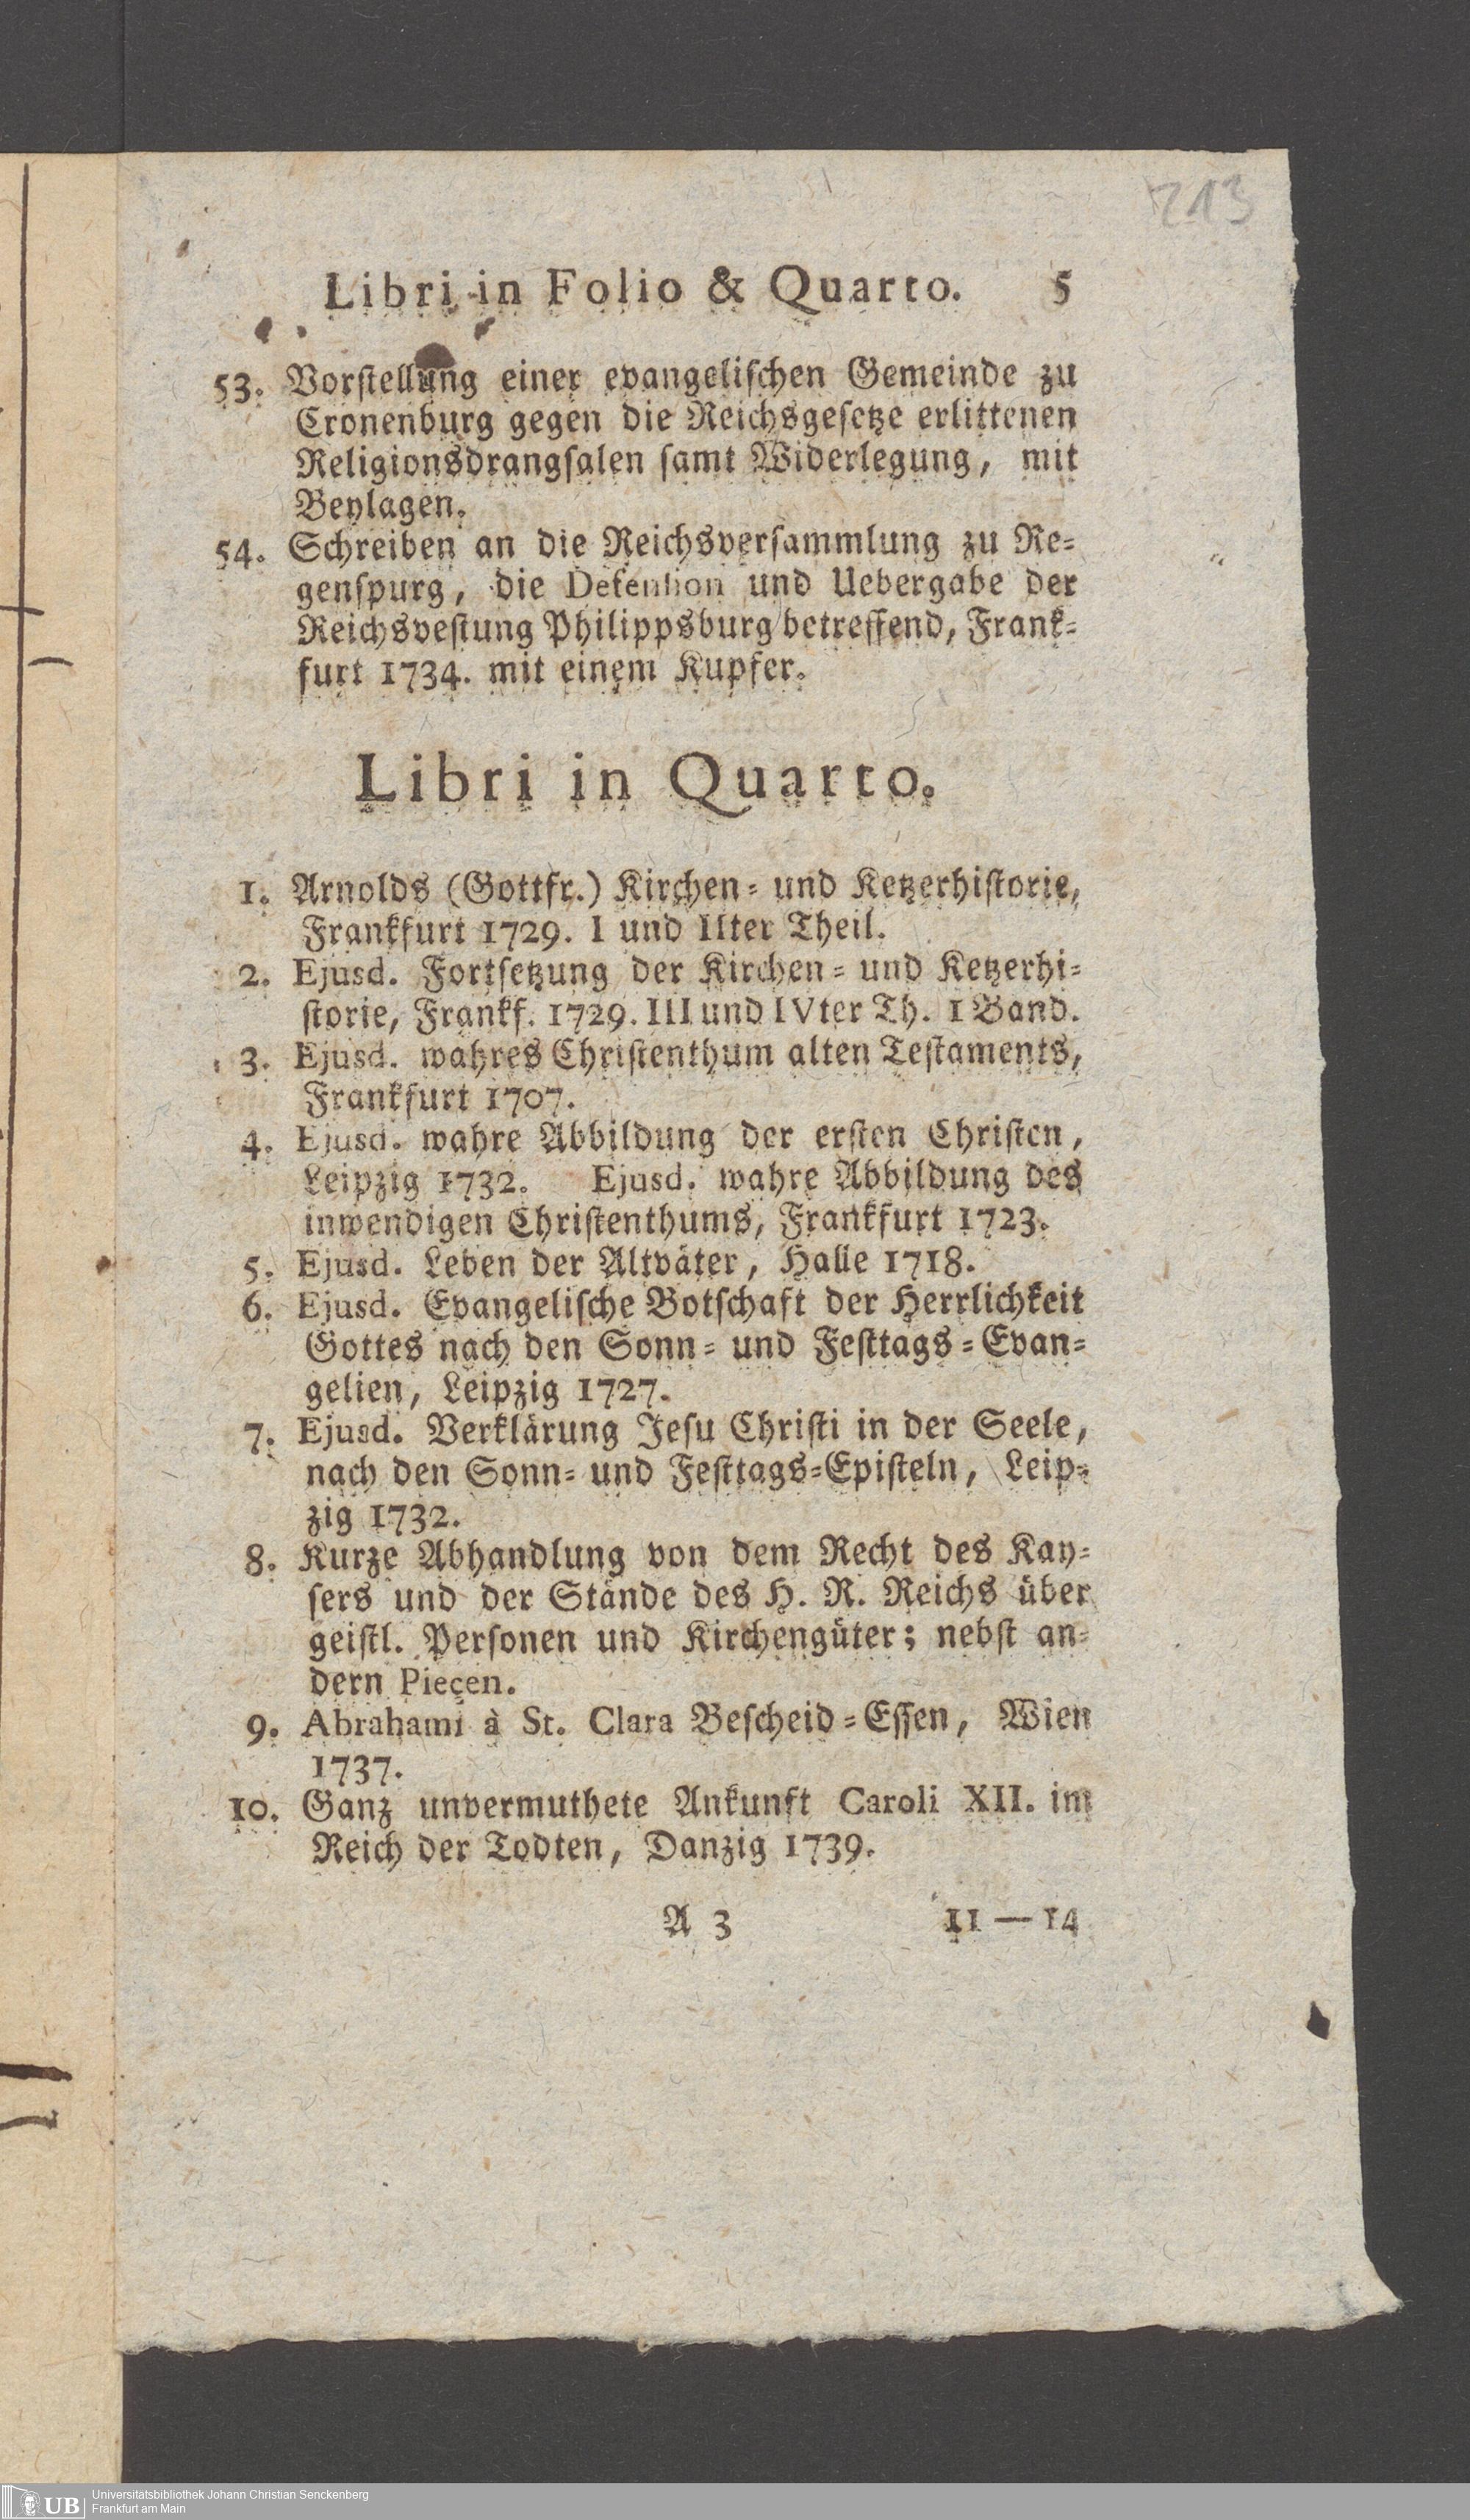 213
Libri in Folio & Quarto. 5
53. Vorstellung einer evangelischen Gemeinde zu
Cronenburg gegen die Reichsgesetze erlittenen
Religionsdrangsalen samt Widerlegung, mit
Beylagen.
54. Schreiben an die Reichsversammlung zu Re-
genspurg, die Defension und Uebergabe der
Reichsvestung Philippsburg betreffend, Frank-
furt 1734. mit einem Kupfer.
Libri in Quarto.
1. Arnolds (Gottfr.) Kirchen- und Ketzerhistorie,
Frankfurt 1729. I und IIter Theil.
2. Ejusd. Fortsetzung der Kirchen- und Ketzerhi-
storie, Frankf. 1729. III und IVter Th. 1 Band.
3. Ejusd. wahres Christenthum alten Testaments,
Frankfurt 1707.
4. Ejusd. wahre Abbildung der ersten Christen,
Leipzig 1732. Ejusd. wahre Abbildung des
inwendigen Christenthums, Frankfurt 1723.
5. Ejusd. Leben der Altväter, Halle 1718.
6. Ejusd. Evangelische Botschaft der Herrlichkeit
Gottes nach den Sonn- und Festtags-Evan-
gelien, Leipzig 1727.
7. Ejusd. Verklärung Jesu Christi in der Seele,
nach den Sonn- und Festtags-Episteln, Leip-
zig 1732.
8. Kurze Abhandlung von dem Recht des Kay-
sers und der Stände des H. R. Reichs über
geistl. Personen und Kirchengüter; nebst an-
dern Pieçen.
9. Abrahami à St. Clara Bescheid-Essen, Wien
1737.
10. Ganz unvermuthete Ankunft Caroli XII. im
Reich der Todten, Danzig 1739.
A 3 11—14
UB Universitätsbibliothek Johann Christian Senckenberg
Frankfurt am Main